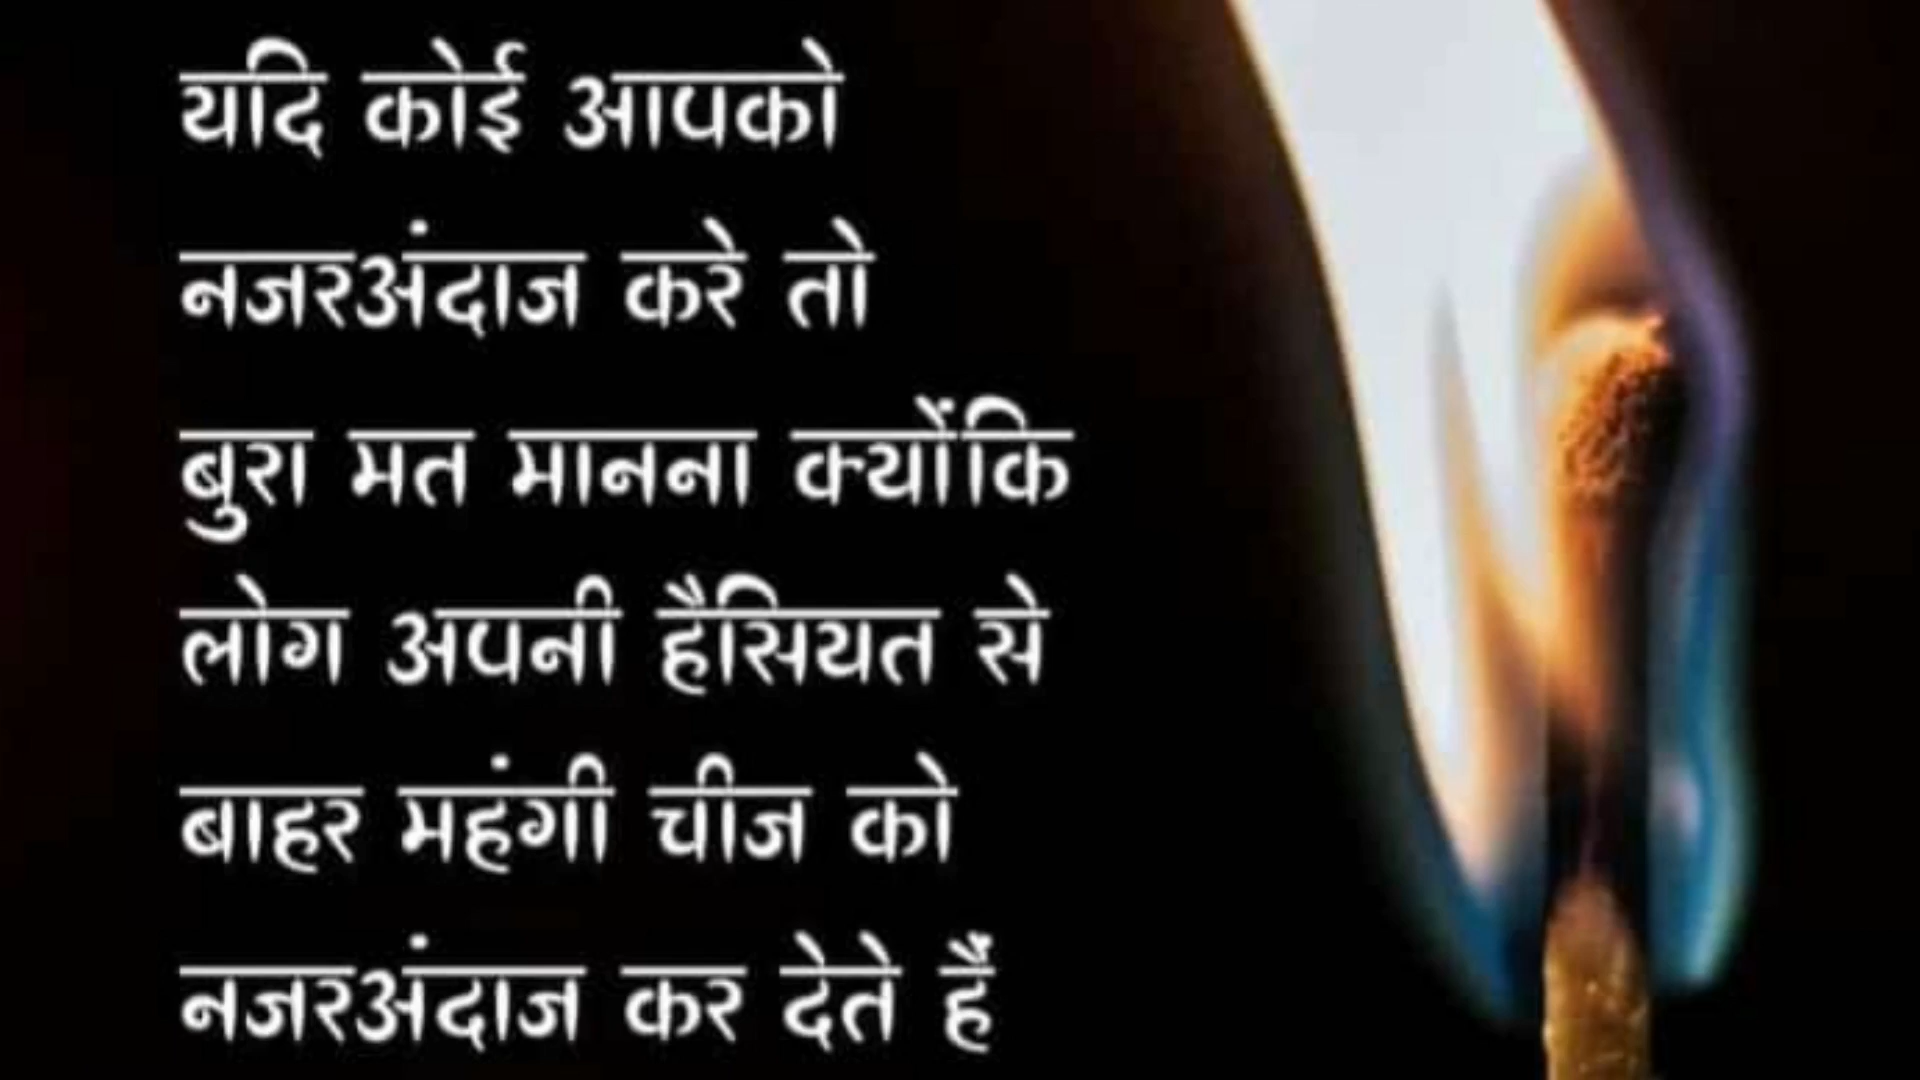 यदि कोई आपको
नजरअंदाज करे तो
बुरा मत मानना क्योंकि
लोग अपनी हैसियत से
बाहर महंगी चीज को
नजरअंदाज कर देते हैं